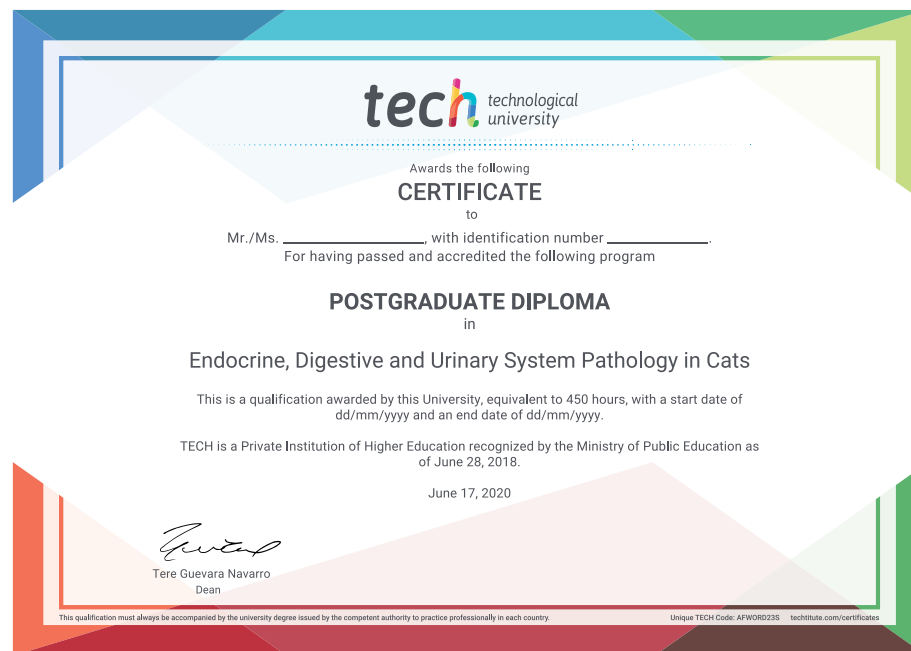 tech technological
university
Awards the following
CERTIFICATE
to
Mr./Ms. ____________________, with identification number ______________.
For having passed and accredited the following program
POSTGRADUATE DIPLOMA
in
Endocrine, Digestive and Urinary System Pathology in Cats
This is a qualification awarded by this University, equivalent to 450 hours, with a start date of
dd/mm/yyyy and an end date of dd/mm/yyyy.
TECH is a Private Institution of Higher Education recognized by the Ministry of Public Education as
of June 28, 2018.
June 17, 2020
Tere Guevara Navarro
Dean
This qualification must always be accompanied by the university degree issued by the competent authority to practice professionally in each country. Unique TECH Code: AFWORD23S techtitute.com/certificates